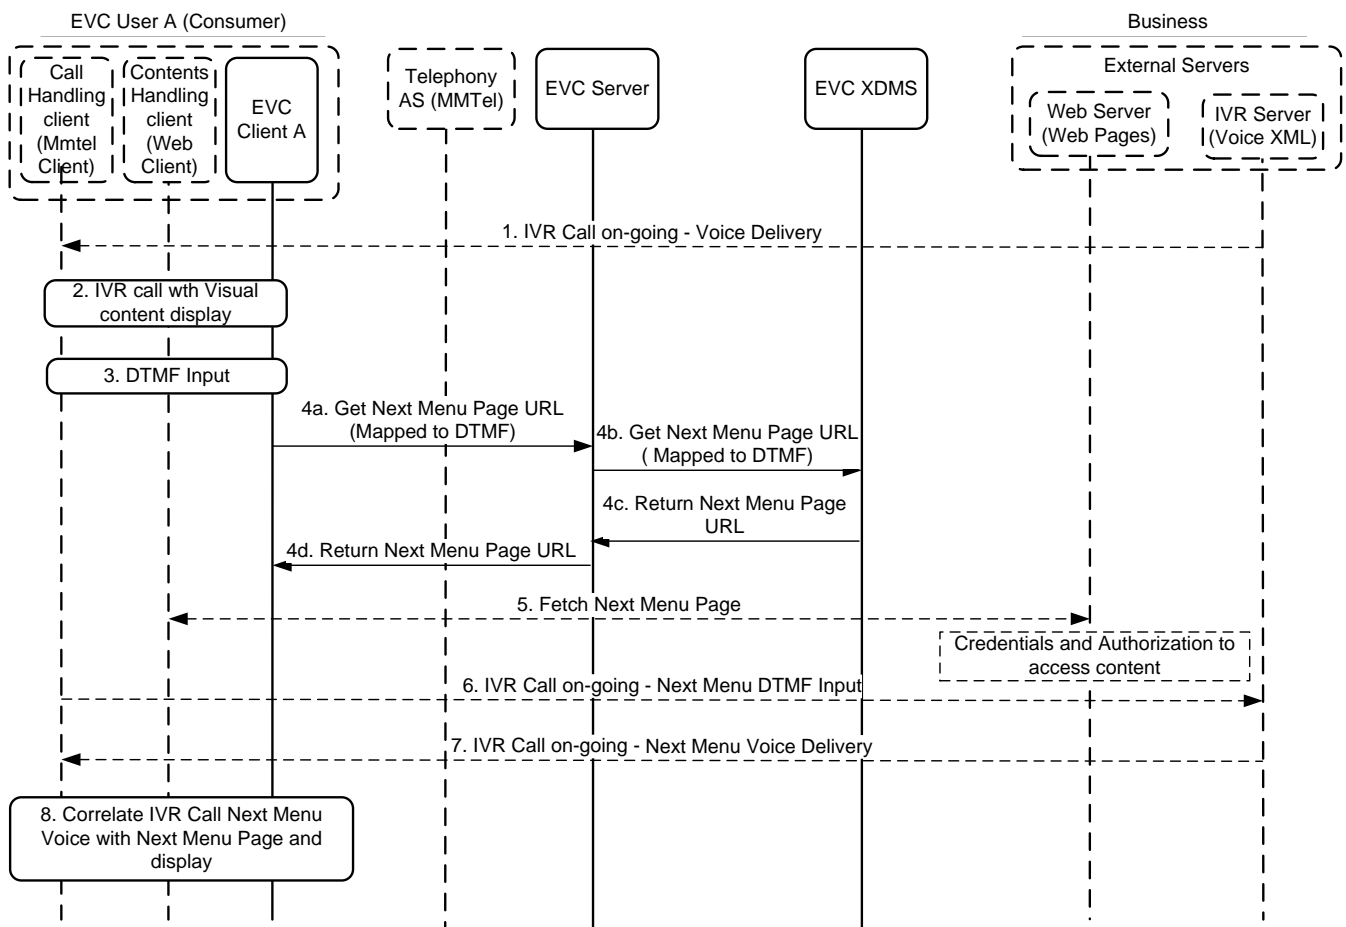 EVC User A (Consumer)
Business
Call
Handling
client
(Mmtel
Client)
Contents
Handling
client
(Web
Client)
EVC
Client A
Telephony
AS (MMTel)
EVC Server
EVC XDMS
External Servers
Web Server
(Web Pages)
IVR Server
(Voice XML)
1. IVR Call on-going - Voice Delivery
2. IVR call wth Visual
content display
3. DTMF Input
4a. Get Next Menu Page URL
(Mapped to DTMF)
4b. Get Next Menu Page URL
( Mapped to DTMF)
4c. Return Next Menu Page
URL
4d. Return Next Menu Page URL
5. Fetch Next Menu Page
Credentials and Authorization to
access content
6. IVR Call on-going - Next Menu DTMF Input
7. IVR Call on-going - Next Menu Voice Delivery
8. Correlate IVR Call Next Menu
Voice with Next Menu Page and
display